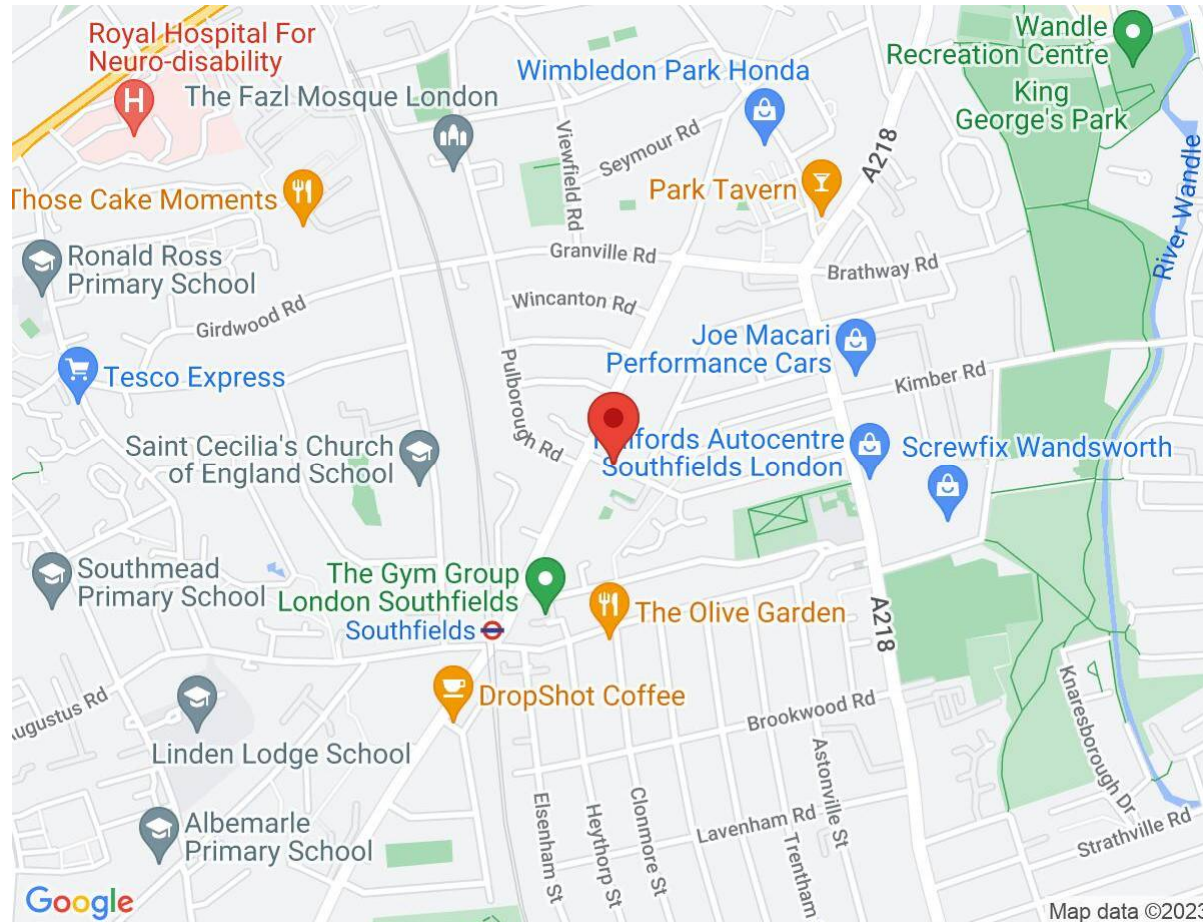 Royal Hospital For
Neuro-disability
The Fazl Mosque London
Wimbledon Park Honda
Wandle
Recreation Centre
King
George's Park
Viewfield Rd
Seymour Rd
A218
Those Cake Moments
Park Tavern
River Wandle
Ronald Ross
Primary School
Granville Rd
Brathway Rd
Wincanton Rd
Girdwood Rd
Joe Macari
Performance Cars
Tesco Express
Pulborough Rd
Kimber Rd
Saint Cecilia's Church
of England School
Autocentre
Southfields London
Screwfix Wandsworth
Southmead
Primary School
The Gym Group
London Southfields
Southfields
The Olive Garden
A218
DropShot Coffee
Augustus Rd
Linden Lodge School
Brookwood Rd
Knaresborough Dr
Astonville St
Elsenham St
Heythorp St
Clonmore St
Lavenham Rd
Trentham
Strathville Rd
Albemarle
Primary School
Google
Map data ©2023